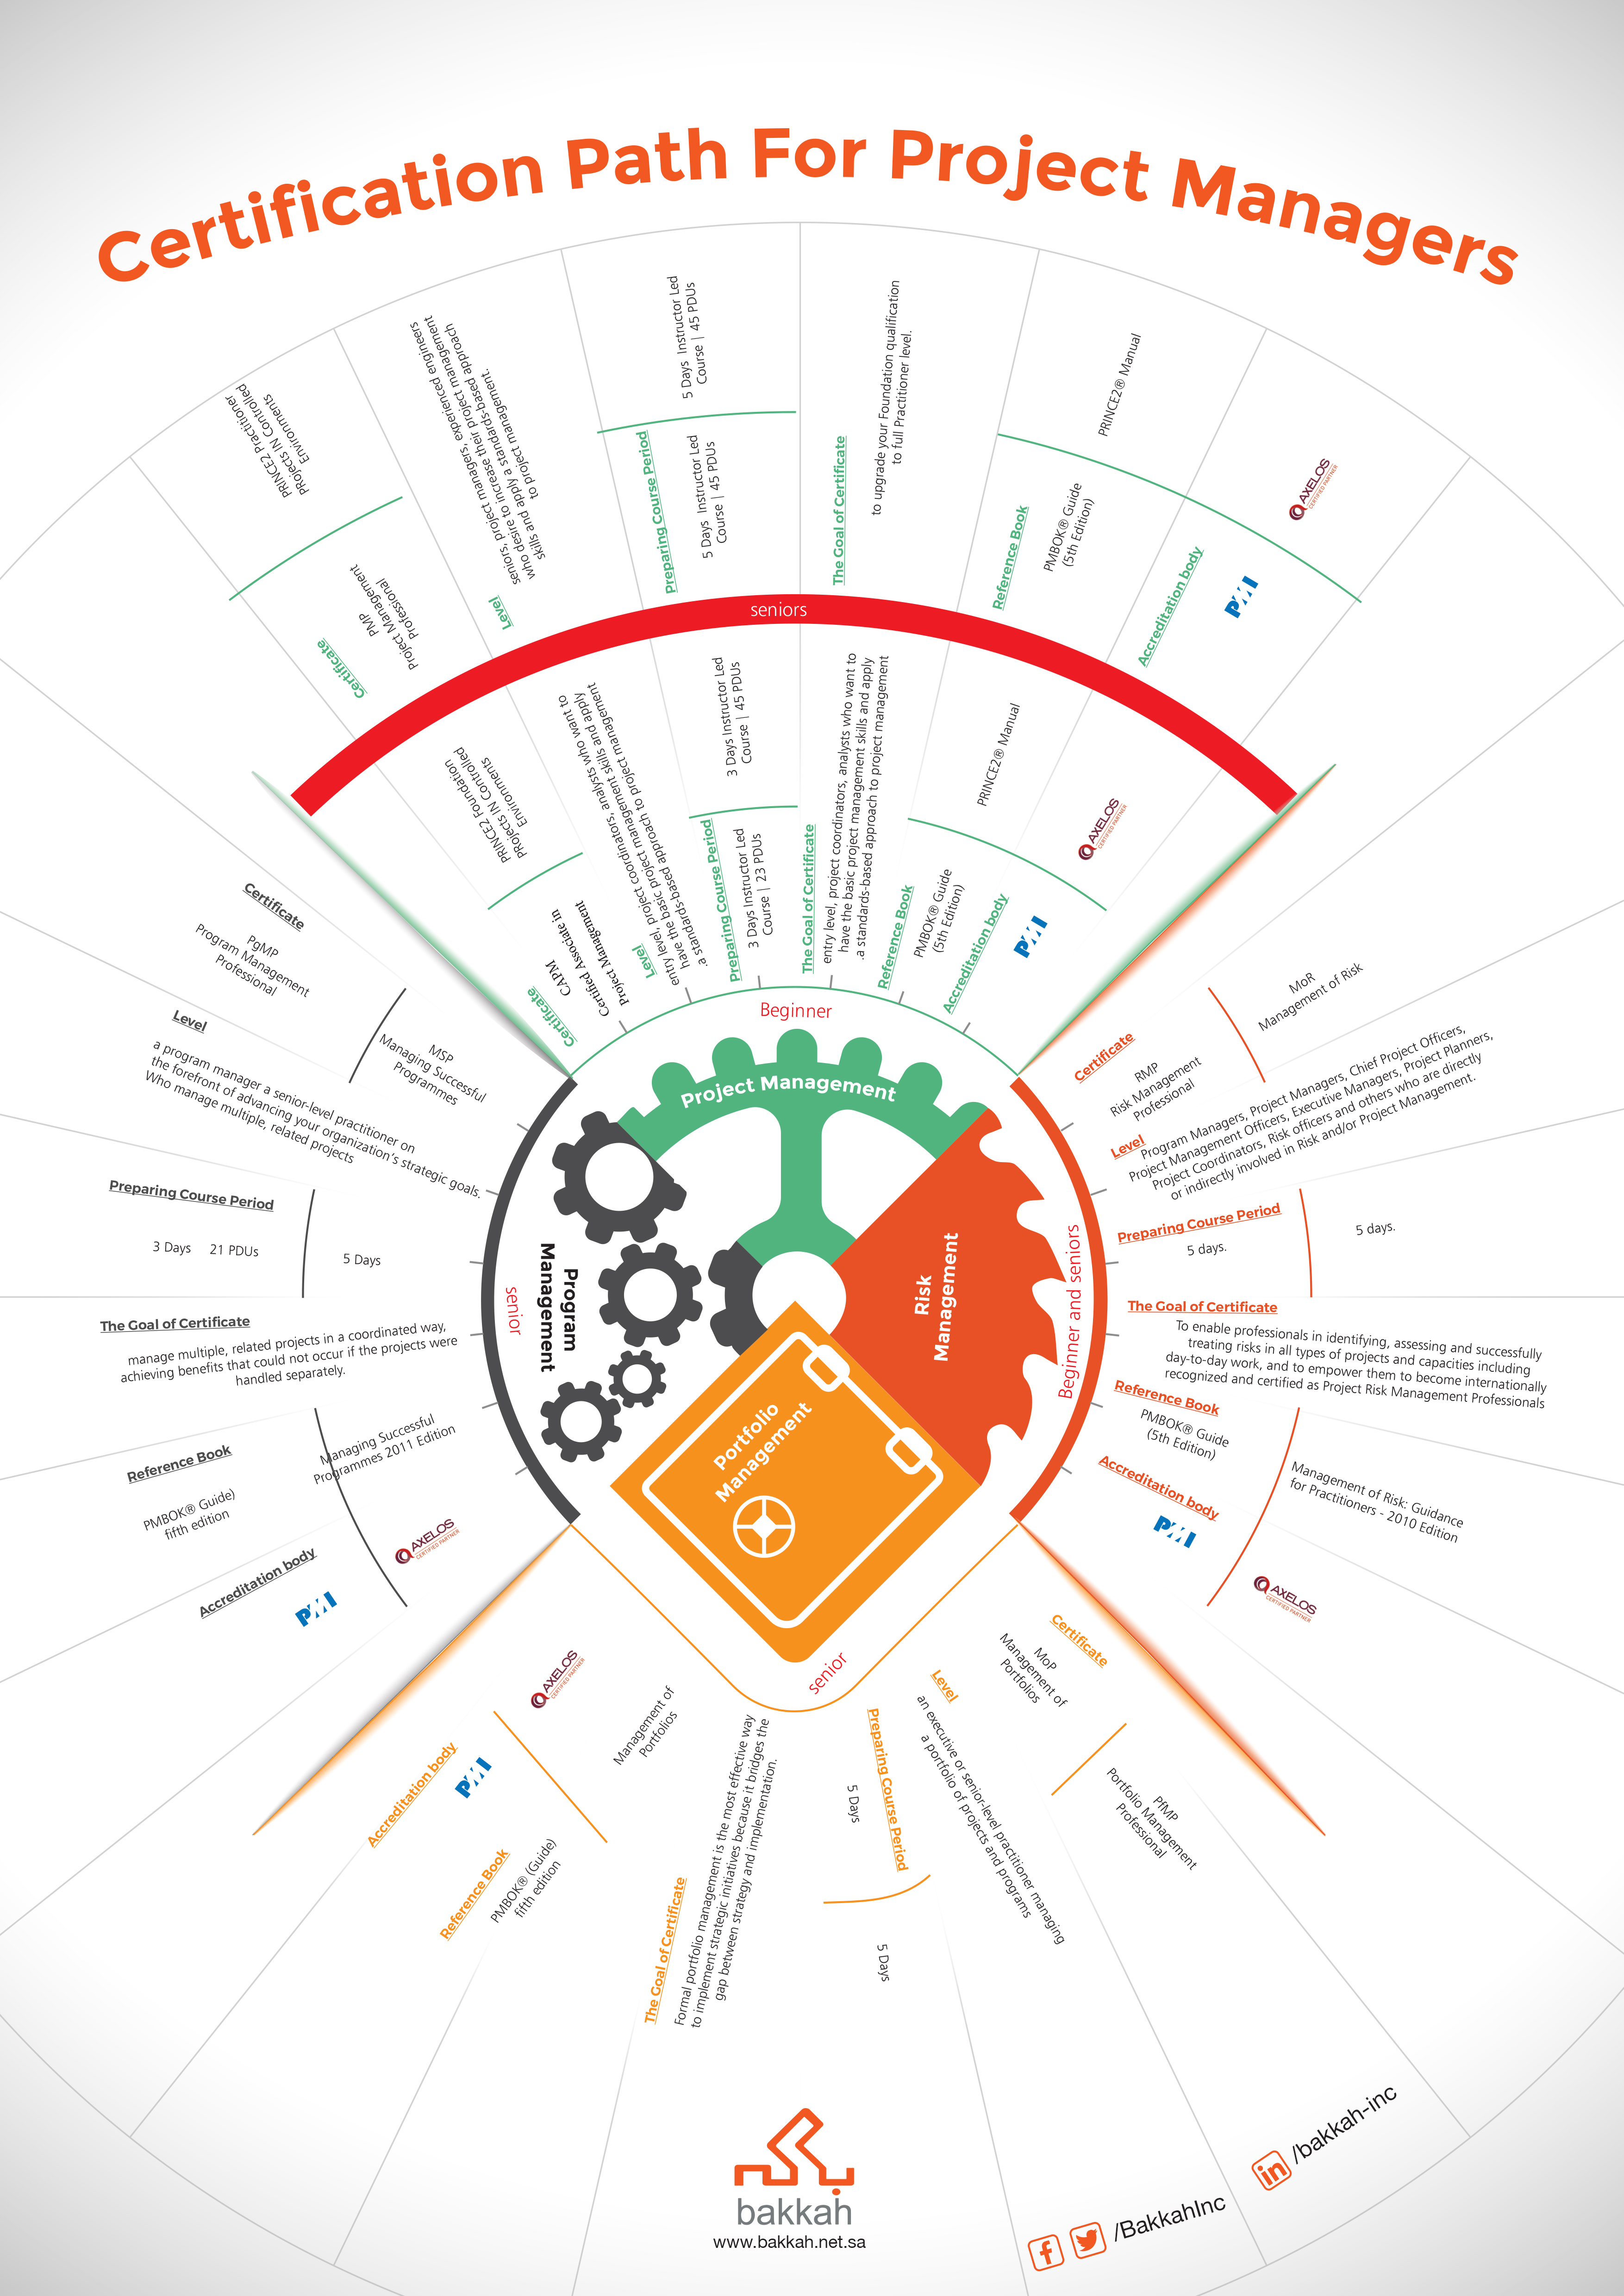 Certification Path For Project Managers
PRINCE2 Practitioner
PRojects IN Controlled
Environments
Certificate
PMP
Project Management
Professional
Level
seniors, project managers, experienced engineers
who desire to increase their project management
skills and apply a standards-based approach
to project management.
5 Days Instructor Led
Course | 45 PDUs
Preparing Course Period
5 Days Instructor Led
Course | 45 PDUs
The Goal of Certificate
to upgrade your Foundation qualification
to full Practitioner level.
PRINCE2® Manual
Reference Book
PMBOK® Guide
(5th Edition)
AXELOS
CERTIFIED PARTNER
Accreditation body
PMI
seniors
PRINCE2 Foundation
PRojects IN Controlled
Environments
Certificate
CAPM
Certified Associate in
Project Management
Level
entry level, project coordinators, analysts who want to
have the basic project management skills and apply
.a standards-based approach to project management
3 Days Instructor Led
Course | 45 PDUs
Preparing Course Period
3 Days Instructor Led
Course | 23 PDUs
The Goal of Certificate
entry level, project coordinators, analysts who want to
have the basic project management skills and apply
.a standards-based approach to project management
PRINCE2® Manual
Reference Book
PMBOK® Guide
(5th Edition)
AXELOS
CERTIFIED PARTNER
Accreditation body
PMI
Beginner
Project Management
Certificate
PgMP
Program Management
Professional
MSP
Managing Successful
Programmes
Level
a program manager a senior-level practitioner on
the forefront of advancing your organization's strategic goals.
Who manage multiple, related projects
Preparing Course Period
3 Days 21 PDUs
5 Days
The Goal of Certificate
manage multiple, related projects in a coordinated way,
achieving benefits that could not occur if the projects were
handled separately.
Reference Book
PMBOK® Guide)
fifth edition
Managing Successful
Programmes 2011 Edition
Accreditation body
PMI
AXELOS
CERTIFIED PARTNER
senior
Program
Management
Risk
Management
Beginner and seniors
Certificate
RMP
Risk Management
Professional
MoR
Management of Risk
Level
Program Managers, Project Managers, Chief Project Officers,
Project Management Officers, Executive Managers, Project Planners,
Project Coordinators, Risk officers and others who are directly
or indirectly involved in Risk and/or Project Management.
Preparing Course Period
5 days.
5 days.
The Goal of Certificate
To enable professionals in identifying, assessing and successfully
treating risks in all types of projects and capacities including
day-to-day work, and to empower them to become internationally
recognized and certified as Project Risk Management Professionals
Reference Book
PMBOK® Guide
(5th Edition)
Management of Risk: Guidance
for Practitioners - 2010 Edition
Accreditation body
PMI
AXELOS
CERTIFIED PARTNER
Portfolio
Management
senior
Certificate
MoP
Management of
Portfolios
PfMP
Portfolio Management
Professional
Level
an executive or senior-level practitioner managing
a portfolio of projects and programs
Preparing Course Period
5 Days
5 Days
The Goal of Certificate
Formal portfolio management is the most effective way
to implement strategic initiatives because it bridges the
gap between strategy and implementation.
Management of
Portfolios
Reference Book
PMBOK® (Guide)
fifth edition
AXELOS
CERTIFIED PARTNER
Accreditation body
PMI
bakkah
www.bakkah.net.sa
/BakkahInc
in /bakkah-inc